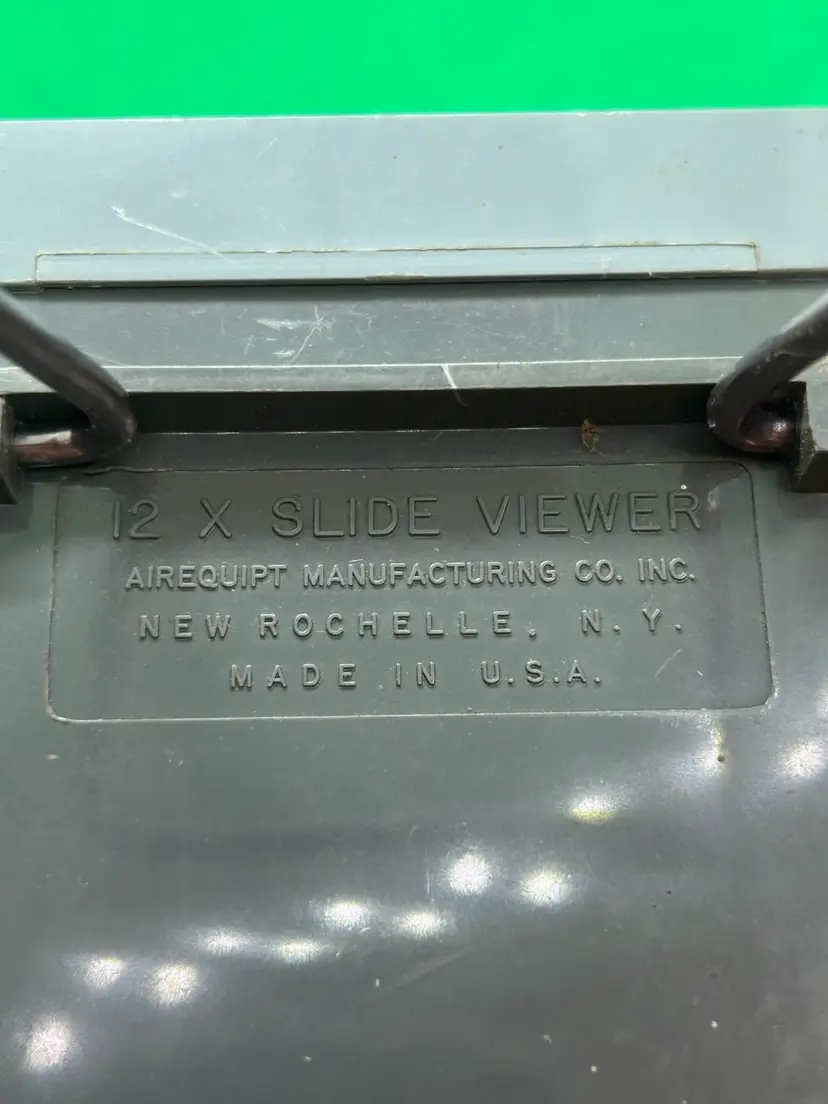 12 X SLIDE VIEWER
AIREQUIPT MANUFACTURING CO. INC.
NEW ROCHELLE, N.Y.
MADE IN U.S.A.